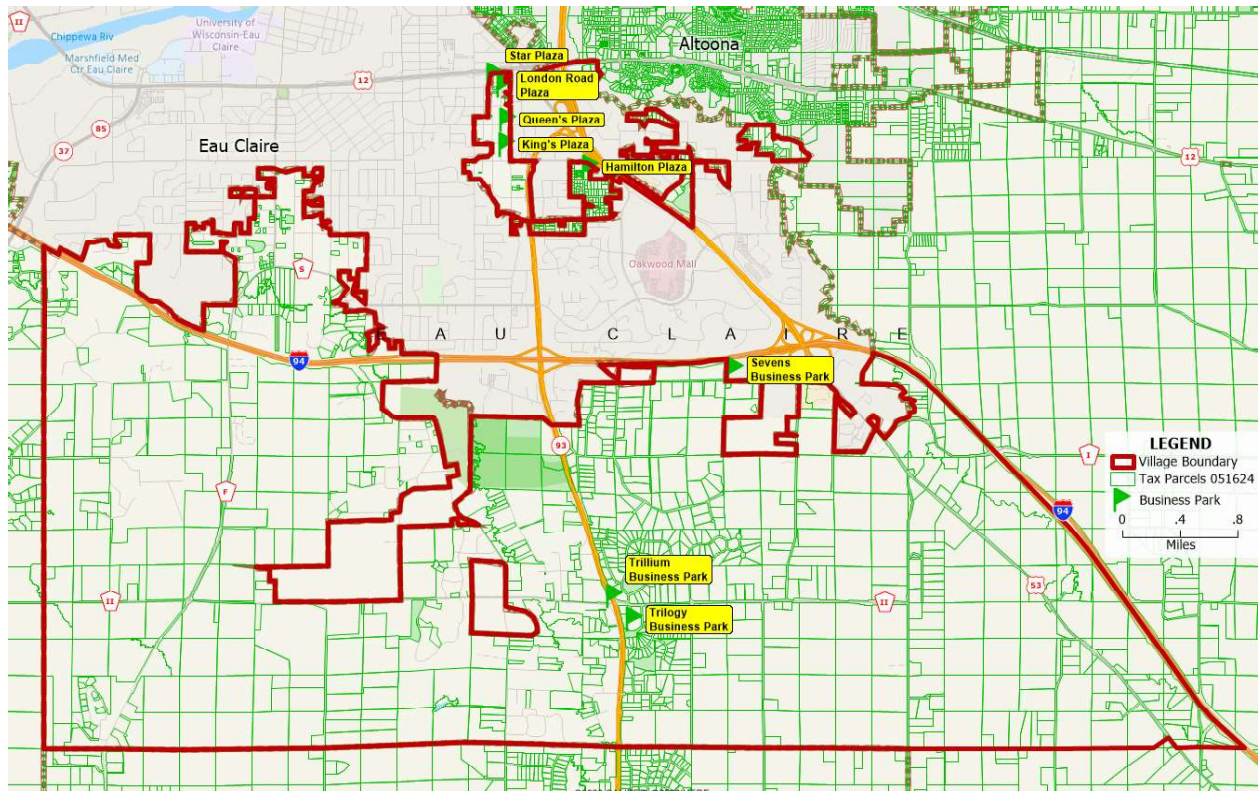 II
Chippewa Riv
University of
Wisconsin-Eau
Claire
Marshfield Med
Ctr Eau Claire
12
Altoona
Star Plaza
London Road
Plaza
Queen's Plaza
King's Plaza
Hamilton Plaza
85
37
Eau Claire
12
S
Oakwood Mall
A U C L A I R E
94
Sevens
Business Park
93
F
I
LEGEND
Village Boundary
Tax Parcels 051624
Business Park
0 .4 .8
Miles
94
Trillium
Business Park
53
II
II
Trilogy
Business Park